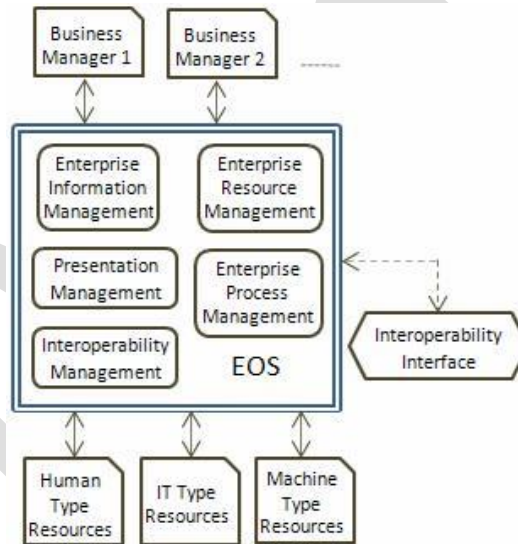 Business
Manager 1
Business
Manager 2
Enterprise
Information
Management
Enterprise
Resource
Management
Presentation
Management
Enterprise
Process
Management
Interoperability
Management
EOS
Interoperability
Interface
Human
Type
Resources
IT Type
Resources
Machine
Type
Resources